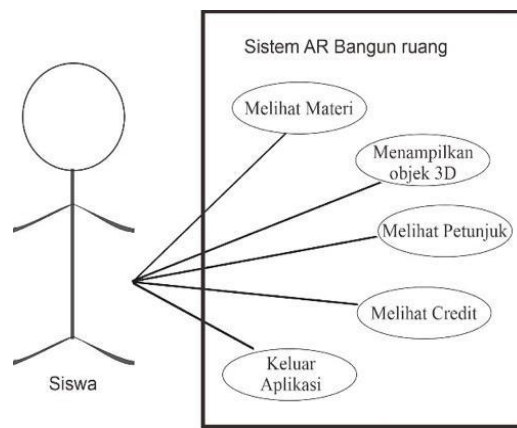 Sistem AR Bangun ruang
Melihat Materi
Menampilkan
objek 3D
Melihat Petunjuk
Melihat Credit
Keluar
Aplikasi
Siswa